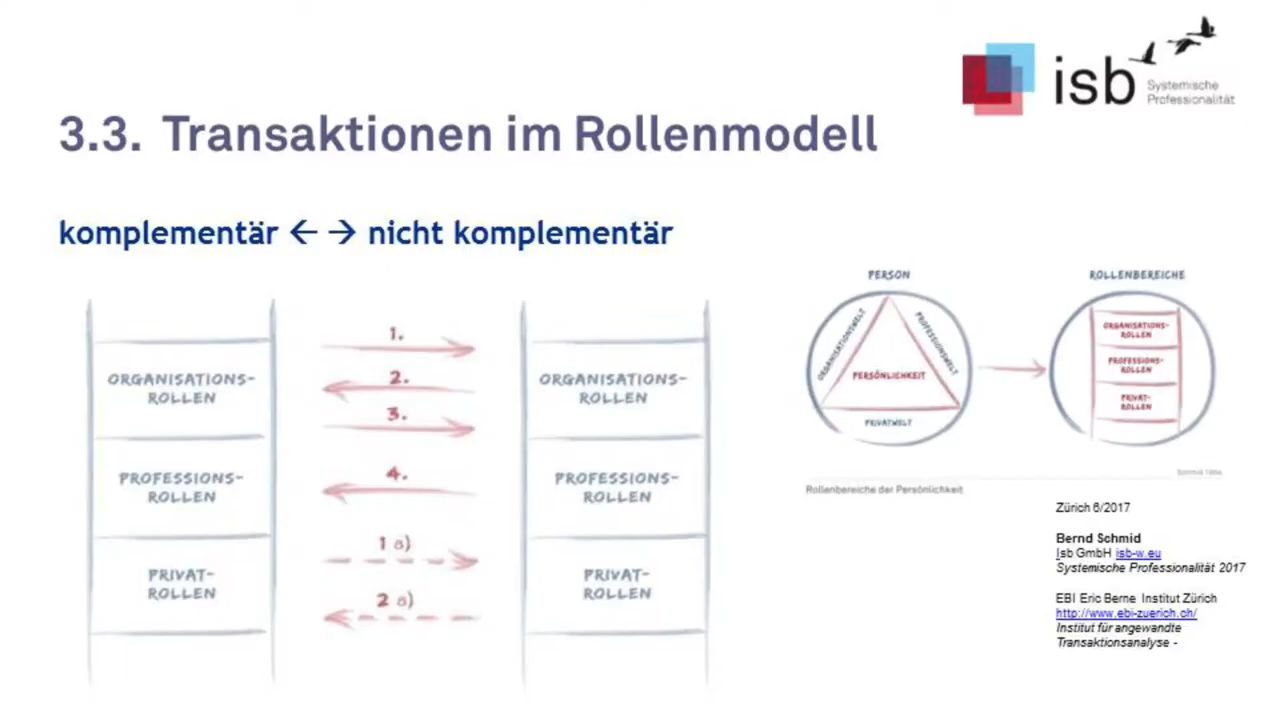 isb
Systemische
Professionalität
3.3. Transaktionen im Rollenmodell
komplementär ← → nicht komplementär
ORGANISATIONS-
ROLLEN
PROFESSIONS-
ROLLEN
PRIVAT-
ROLLEN
1.
2.
3.
4.
1 a)
2 a)
ORGANISATIONS-
ROLLEN
PROFESSIONS-
ROLLEN
PRIVAT-
ROLLEN
PERSON
ORGANISATIONSWELT
PROFESSIONSWELT
PERSÖNLICHKEIT
PRIVATWELT
ROLLENBEREICHE
ORGANISATIONS-
ROLLEN
PROFESSIONS-
ROLLEN
PRIVAT-
ROLLEN
Schmid 1994
Rollenbereiche der Persönlichkeit
Zürich 6/2017
Bernd Schmid
Isb GmbH isb-w.eu
Systemische Professionalität 2017
EBI Eric Berne Institut Zürich
http://www.ebi-zuerich.ch/
Institut für angewandte
Transaktionsanalyse -